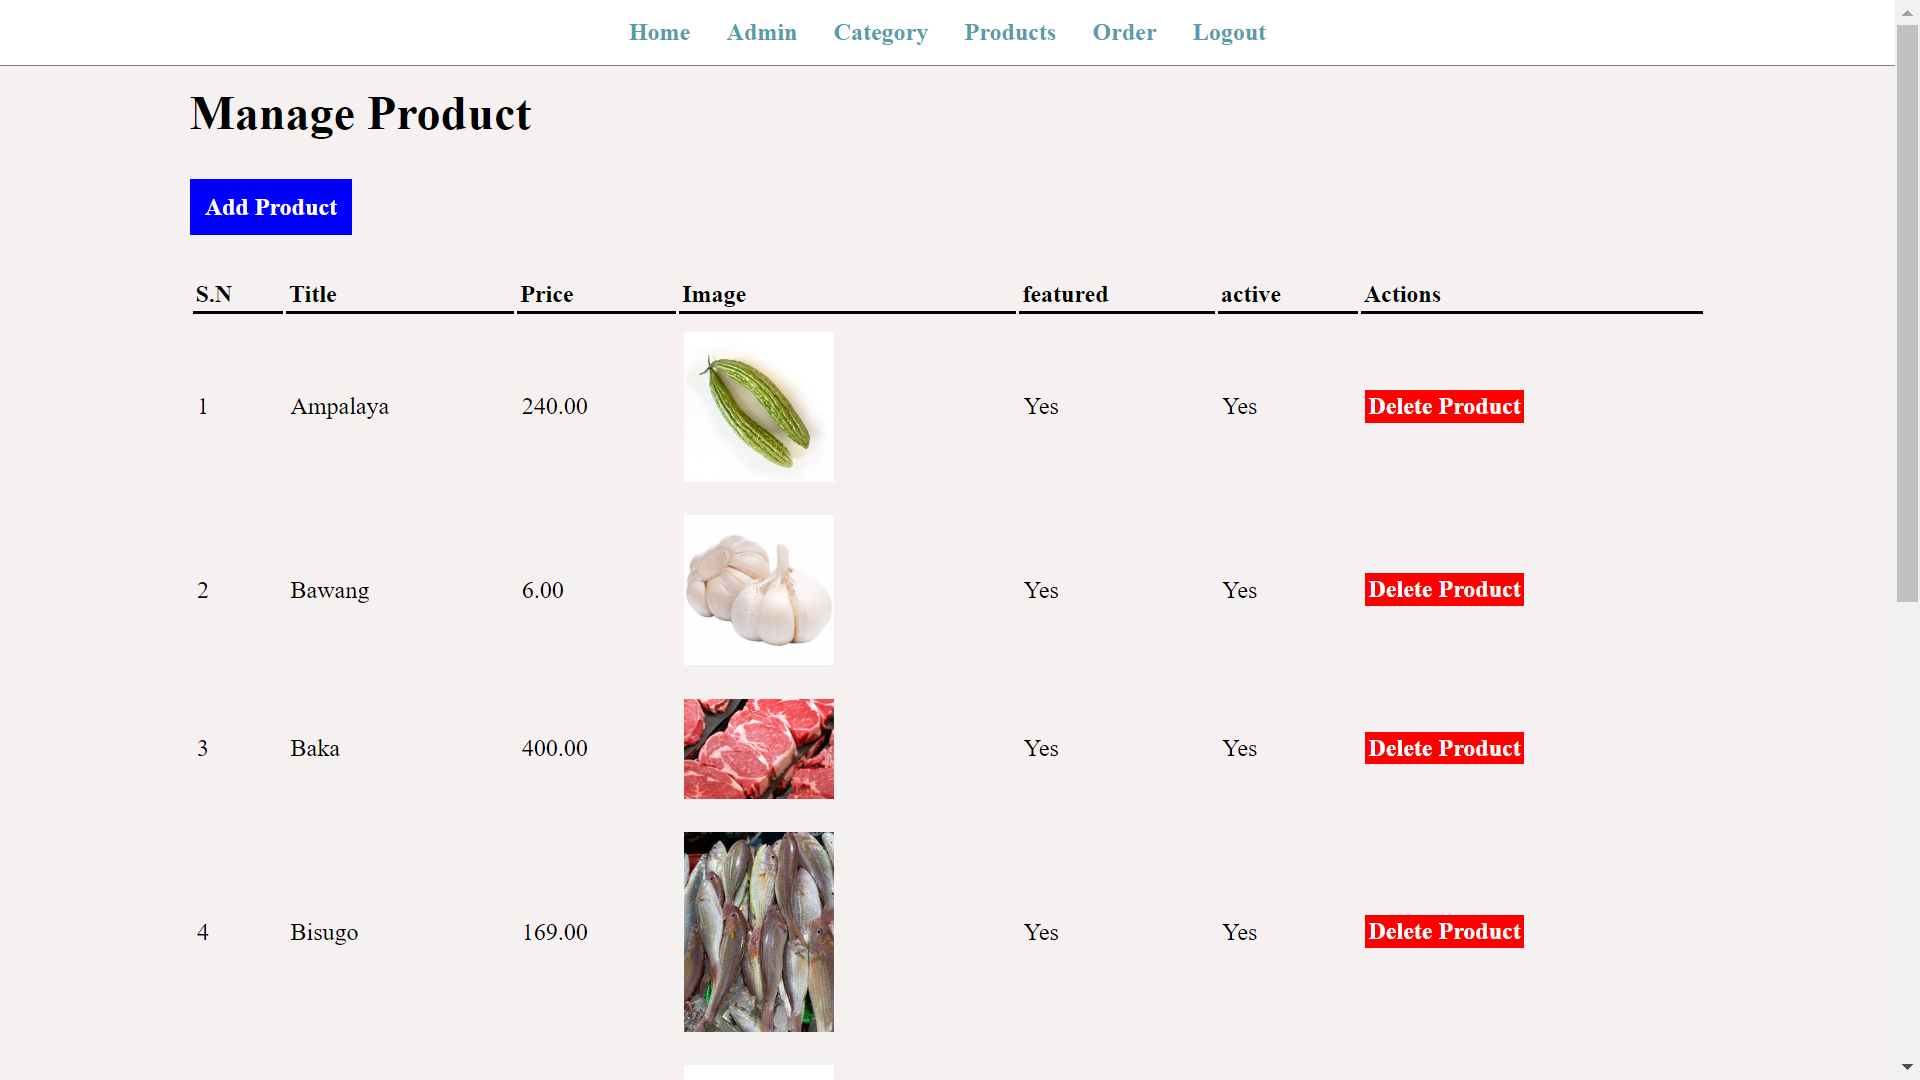 Home Admin Category Products Order Logout
Manage Product
Add Product
S.N Title Price Image featured active Actions
1 Ampalaya 240.00 Yes Yes Delete Product
2 Bawang 6.00 Yes Yes Delete Product
3 Baka 400.00 Yes Yes Delete Product
4 Bisugo 169.00 Yes Yes Delete Product